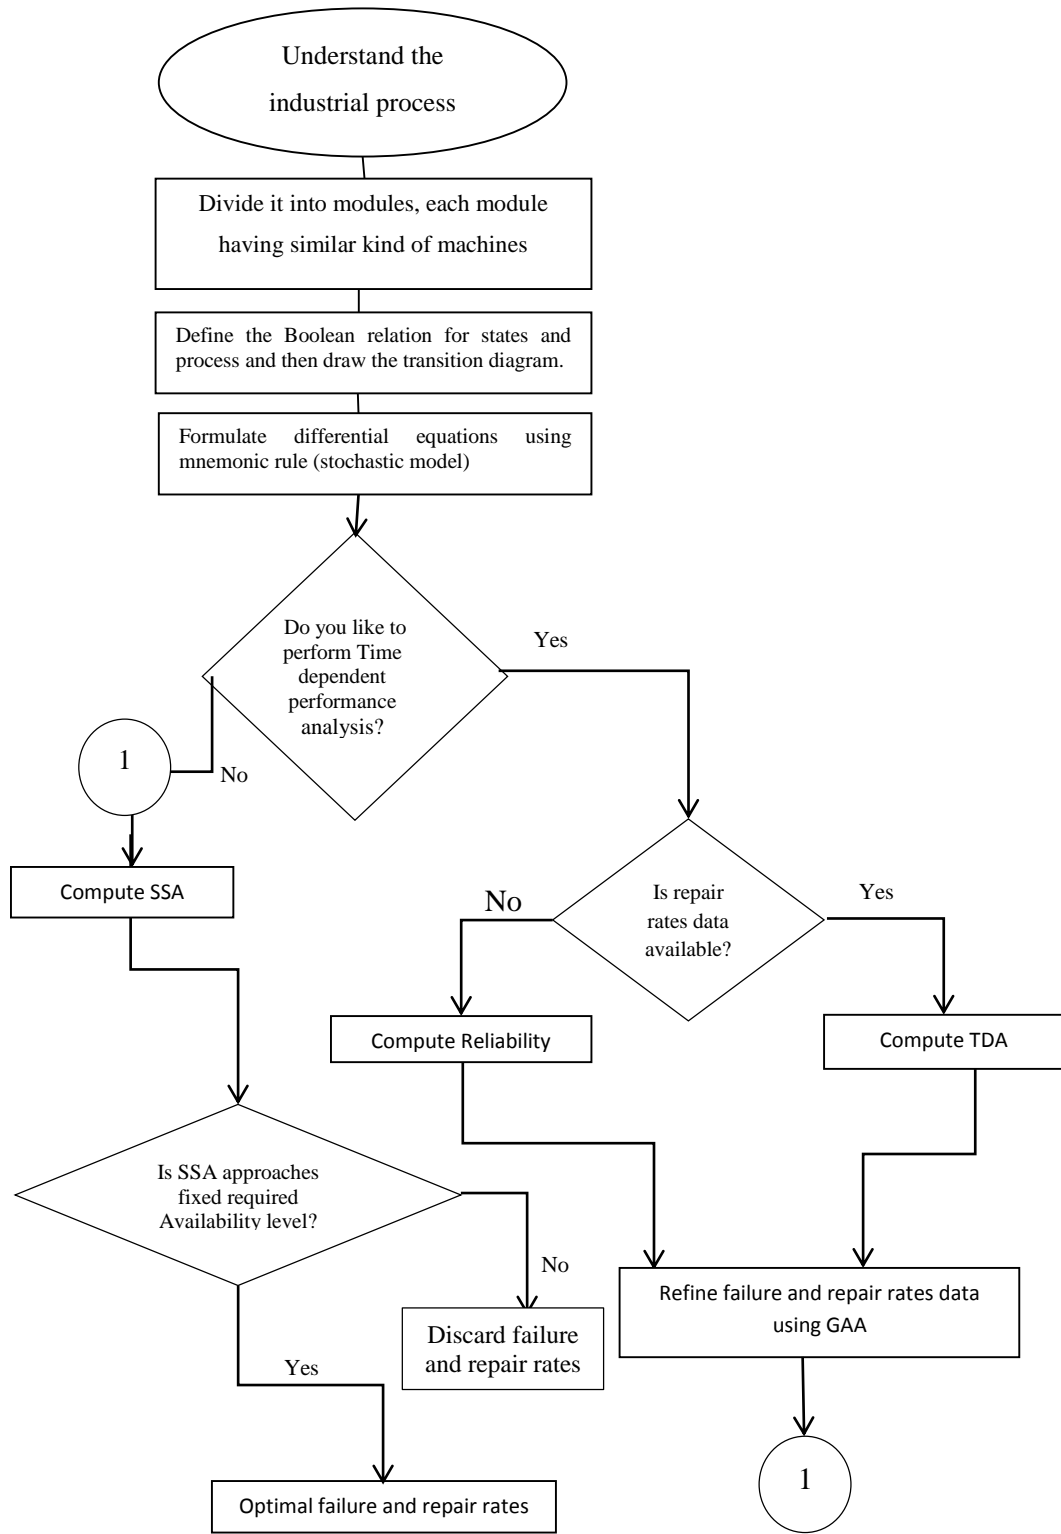 Understand the
industrial process
Divide it into modules, each module
having similar kind of machines
Define the Boolean relation for states and
process and then draw the transition diagram.
Formulate differential equations using
mnemonic rule (stochastic model)
Do you like to
perform Time
dependent
performance
analysis?
Yes
1
No
Compute SSA
No
Is repair
rates data
available?
Yes
Compute Reliability
Compute TDA
Is SSA approaches
fixed required
Availability level?
No
Discard failure
and repair rates
Refine failure and repair rates data
using GAA
Yes
1
Optimal failure and repair rates